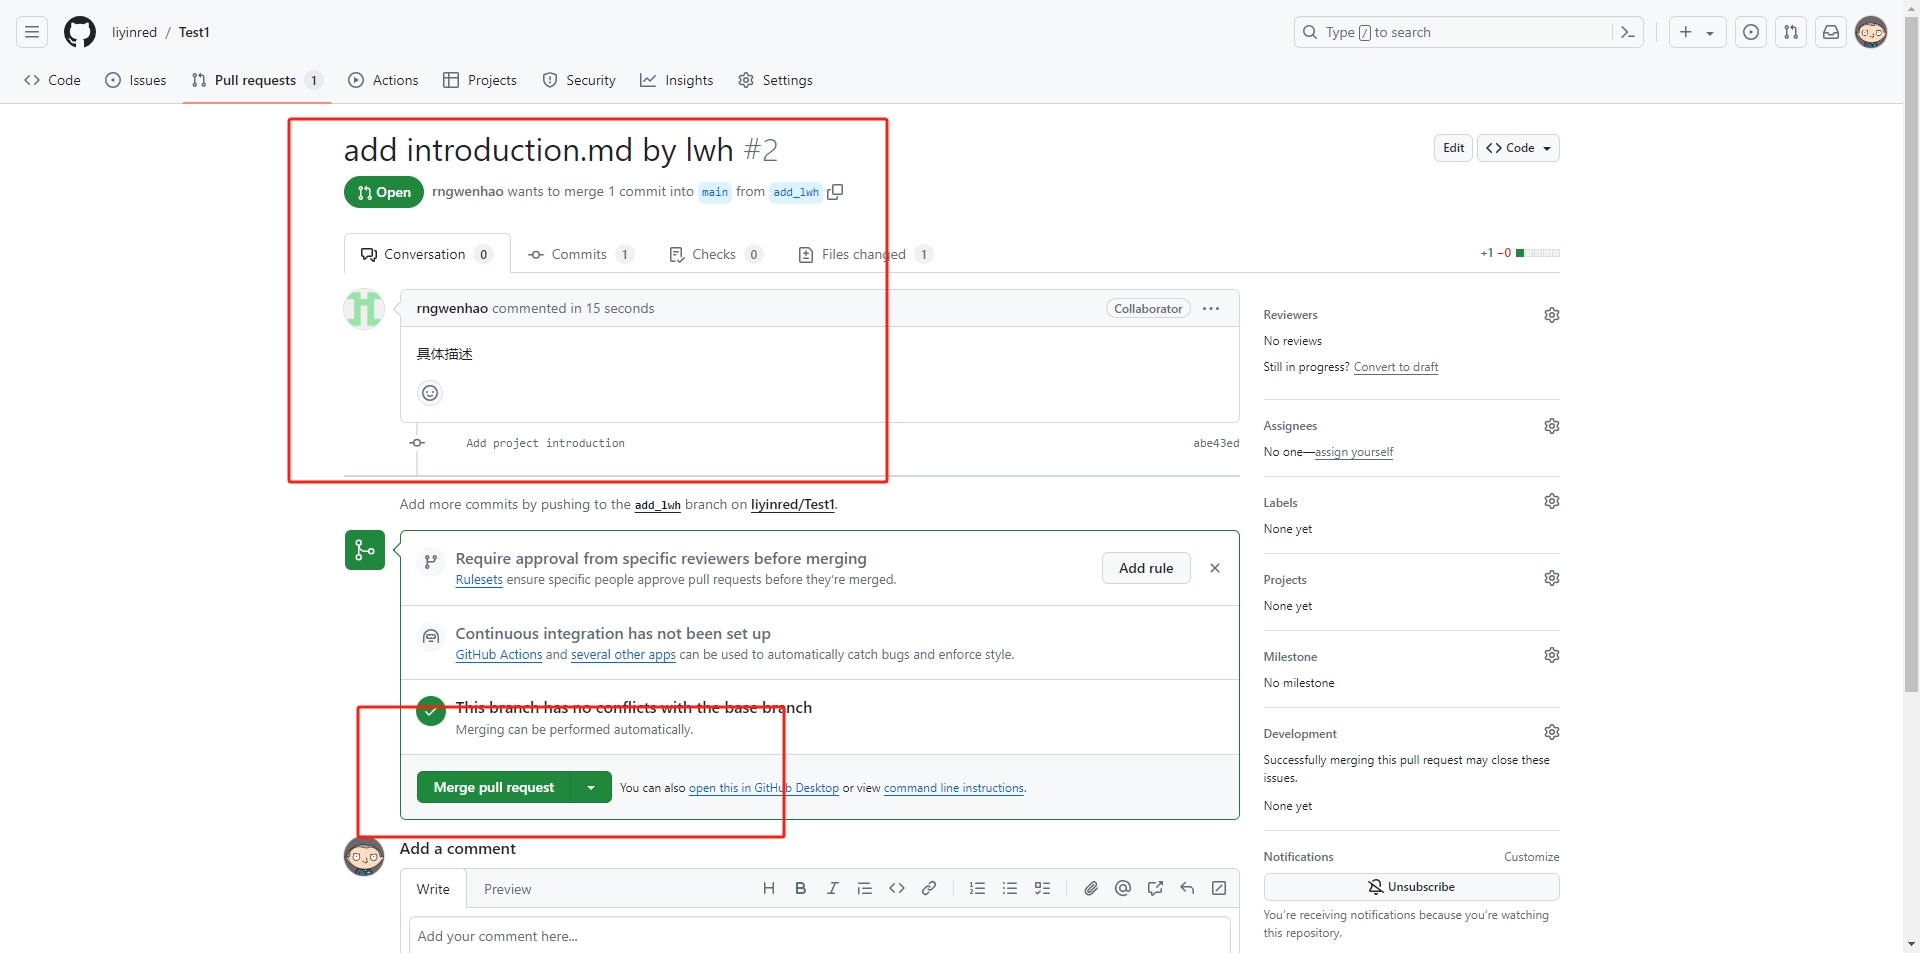 liyinred / Test1
Type / to search
Code
Issues
Pull requests 1
Actions
Projects
Security
Insights
Settings
add introduction.md by lwh #2
Edit
Code
Open
rngwenhao wants to merge 1 commit into main from add_lwh
Conversation 0
Commits 1
Checks 0
Files changed 1
+1 −0
rngwenhao commented in 15 seconds
Collaborator
具体描述
Add project introduction
abe43ed
Add more commits by pushing to the add_lwh branch on liyinred/Test1.
Require approval from specific reviewers before merging
Rulesets ensure specific people approve pull requests before they're merged.
Add rule
Continuous integration has not been set up
GitHub Actions and several other apps can be used to automatically catch bugs and enforce style.
This branch has no conflicts with the base branch
Merging can be performed automatically.
Merge pull request
You can also open this in GitHub Desktop or view command line instructions.
Add a comment
Write
Preview
Add your comment here...
Reviewers
No reviews
Still in progress? Convert to draft
Assignees
No one—assign yourself
Labels
None yet
Projects
None yet
Milestone
No milestone
Development
Successfully merging this pull request may close these
issues.
None yet
Notifications
Customize
Unsubscribe
You're receiving notifications because you're watching
this repository.